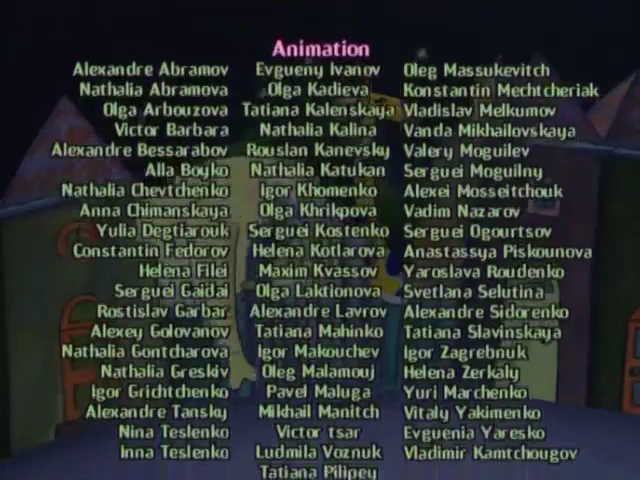 Animation
Alexandre Abramov Evgueny Ivanov Oleg Massukevitch
Nathalia Abramova Olga Kadieva Konstantin Mechtcheriak
Olga Arbouzova Tatiana Kalenskaya Vladislav Melkumov
Victor Barbara Nathalia Kalina Vanda Mikhailovskaya
Alexandre Bessarabov Rouslan Kanevsky Valery Moguilev
Alla Boyko Nathalia Katukan Serguei Moguilny
Nathalia Chevtchenko Igor Khomenko Alexei Mosseitchouk
Anna Chimanskaya Olga Khrikpova Vadim Nazarov
Yulia Degtiarouk Serguei Kostenko Serguei Ogourtsov
Constantin Fedorov Helena Kotlarova Anastassya Piskounova
Helena Filei Maxim Kvassov Yaroslava Roudenko
Serguei Gaidai Olga Laktionova Svetlana Selutina
Rostislav Garbar Alexandre Lavrov Alexandre Sidorenko
Alexey Golovanov Tatiana Mahinko Tatiana Slavinskaya
Nathalia Gontcharova Igor Makouchev Igor Zagrebnuk
Nathalia Greskiv Oleg Malamouj Helena Zerkaly
Igor Grichtchenko Pavel Maluga Yuri Marchenko
Alexandre Tansky Mikhail Manitch Vitaly Yakimenko
Nina Teslenko Victor tsar Evguenia Yaresko
Inna Teslenko Ludmila Voznuk Vladimir Kamtchougov
Tatiana Pilipey